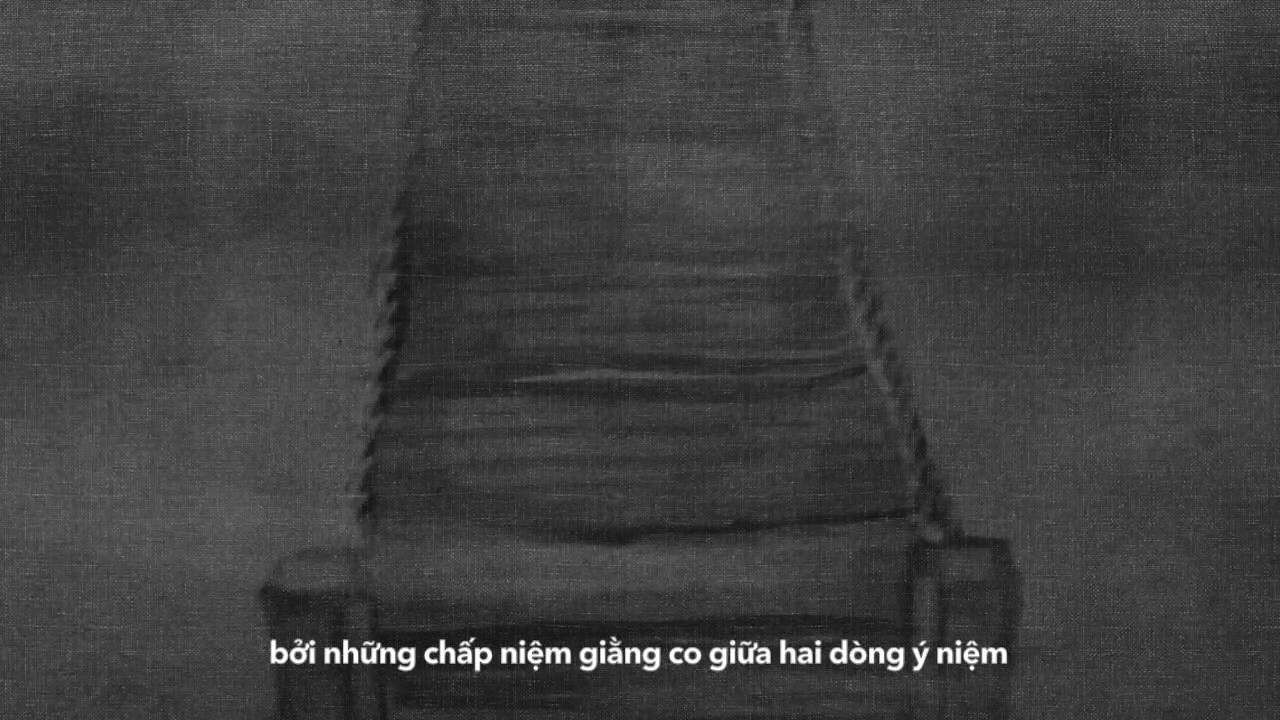 bởi những chấp niệm giằng co giữa hai dòng ý niệm